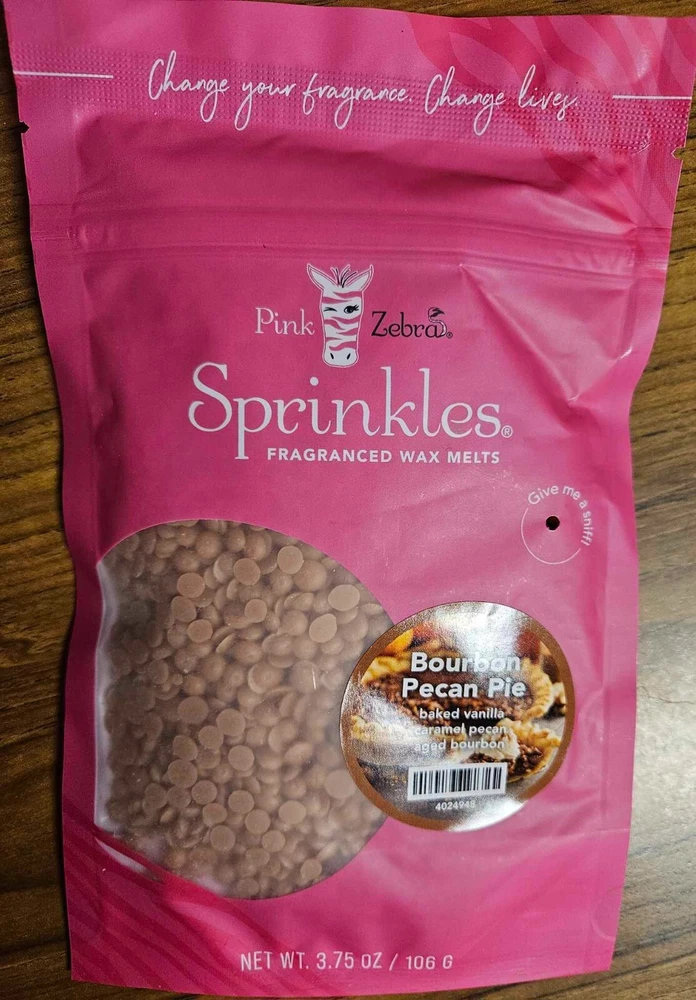 Change your fragrance. Change lives.
Pink Zebra®
Sprinkles®
FRAGRANCED WAX MELTS
Give me a sniff!
Bourbon
Pecan Pie
baked vanilla
caramel pecan
aged bourbon
4024948
NET WT. 3.75 OZ / 106 G